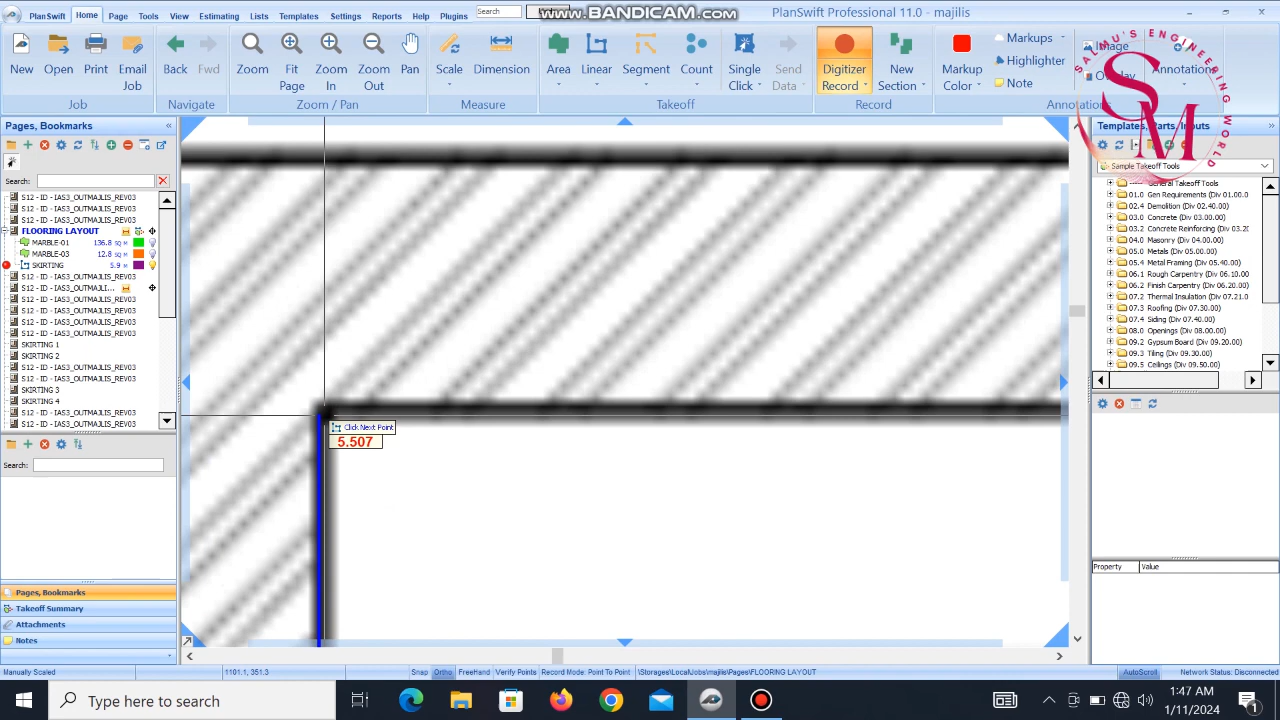 www.BANDICAM.com
PlanSwift Professional 11.0 - majilis
PlanSwift Home Page Tools View Estimating Lists Templates Settings Reports Help Plugins Search
New Open Print Email Job Back Fwd Zoom Fit Page Zoom In Zoom Out Pan Scale Dimension Area Linear Segment Count Single Click Send Data Digitizer Record New Section Markup Color Markups Highlighter Note Image Overlay Annotations
Job Navigate Zoom / Pan Measure Takeoff Record
SALMU'S ENGINEERING WORLD
SM
Pages, Bookmarks
Search:
S12 - ID - IAS3_OUTMAJLIS_REV03
S12 - ID - IAS3_OUTMAJLIS_REV03
S12 - ID - IAS3_OUTMAJLIS_REV03
FLOORING LAYOUT
MARBLE-01 136.8 SQ M
MARBLE-03 12.8 SQ M
SKIRTING 5.9 M
S12 - ID - IAS3_OUTMAJLIS_REV03
S12 - ID - IAS3_OUTMAJLI...
S12 - ID - IAS3_OUTMAJLIS_REV03
S12 - ID - IAS3_OUTMAJLIS_REV03
S12 - ID - IAS3_OUTMAJLIS_REV03
S12 - ID - IAS3_OUTMAJLIS_REV03
SKIRTING 1
SKIRTING 2
S12 - ID - IAS3_OUTMAJLIS_REV03
S12 - ID - IAS3_OUTMAJLIS_REV03
SKIRTING 3
SKIRTING 4
S12 - ID - IAS3_OUTMAJLIS_REV03
S12 - ID - IAS3_OUTMAJLIS_REV03
Search:
Pages, Bookmarks
Takeoff Summary
Attachments
Notes
Click Next Point
5.507
Templates, Parts, Inputs
Sample Takeoff Tools
------ General Takeoff Tools
01.0 Gen Requirements (Div 01.00.0
02.4 Demolition (Div 02.40.00)
03.0 Concrete (Div 03.00.00)
03.2 Concrete Reinforcing (Div 03.20
04.0 Masonry (Div 04.00.00)
05.0 Metals (Div 05.00.00)
05.4 Metal Framing (Div 05.40.00)
06.1 Rough Carpentry (Div 06.10.00
06.2 Finish Carpentry (Div 06.20.00)
07.2 Thermal Insulation (Div 07.21.0
07.3 Roofing (Div 07.30.00)
07.4 Siding (Div 07.40.00)
08.0 Openings (Div 08.00.00)
09.2 Gypsum Board (Div 09.20.00)
09.3 Tiling (Div 09.30.00)
09.5 Ceilings (Div 09.50.00)
Property Value
Manually Scaled 1101.1, 351.3 Snap Ortho FreeHand Verify Points Record Mode: Point To Point \Storages\LocalJobs\majilis\Pages\FLOORING LAYOUT AutoScroll Network Status: Disconnected
Type here to search
1:47 AM
1/11/2024
1